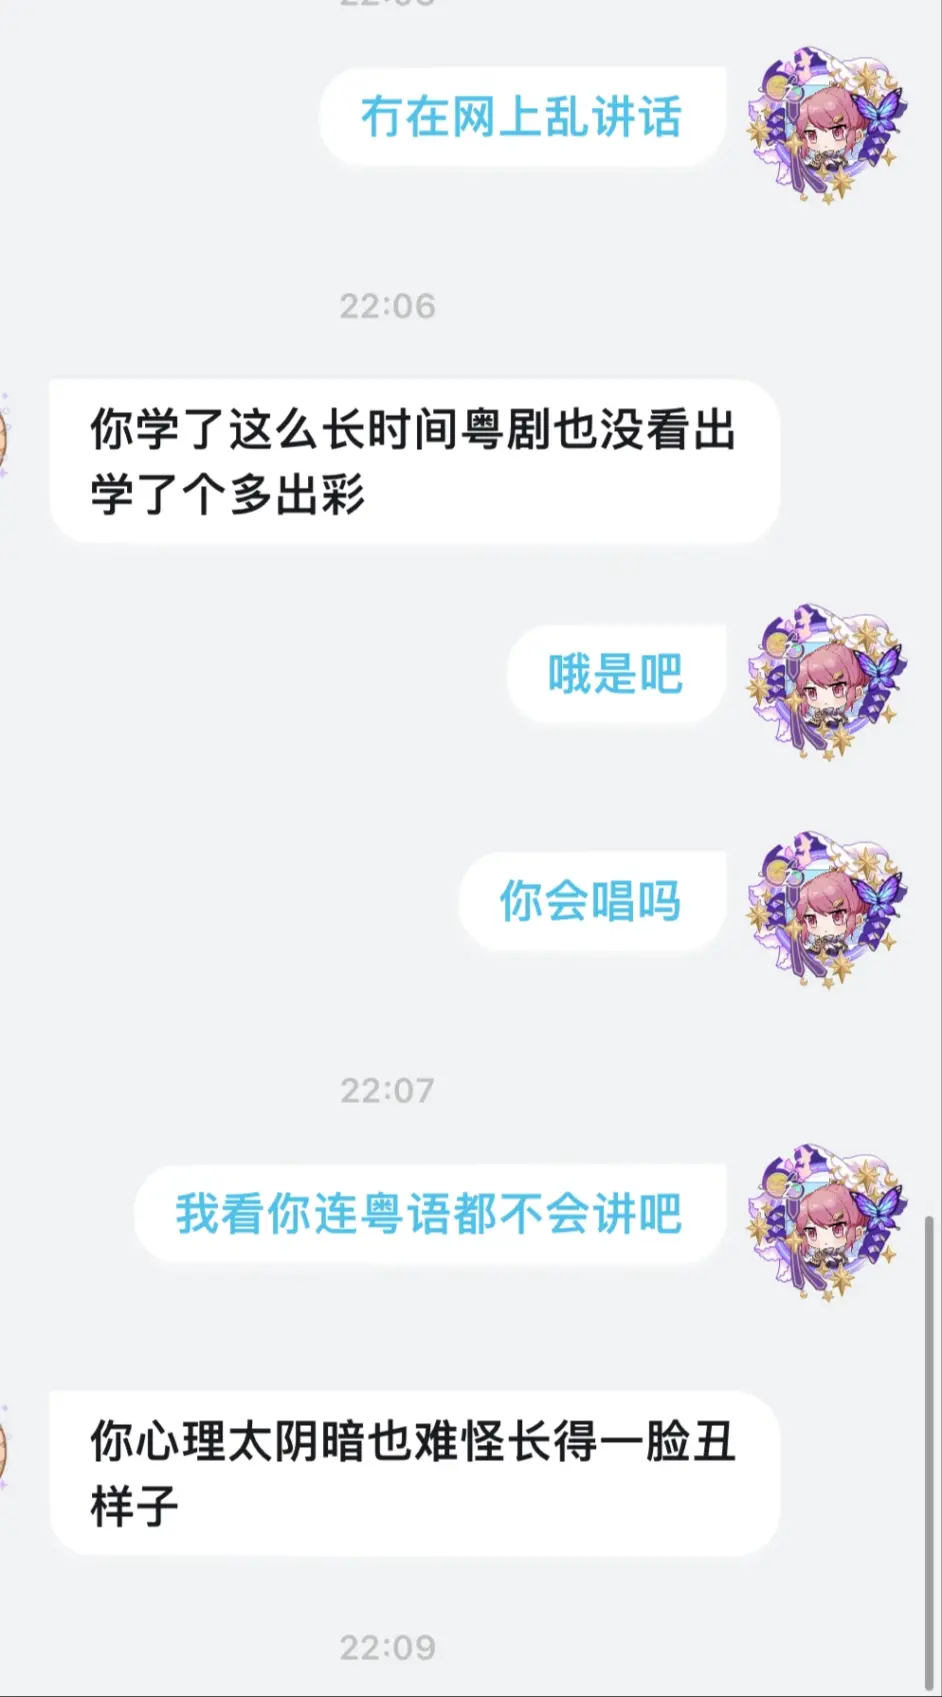 冇在网上乱讲话
22:06
你学了这么长时间粤剧也没看出
学了个多出彩
哦是吧
你会唱吗
22:07
我看你连粤语都不会讲吧
你心理太阴暗也难怪长得一脸丑
样子
22:09